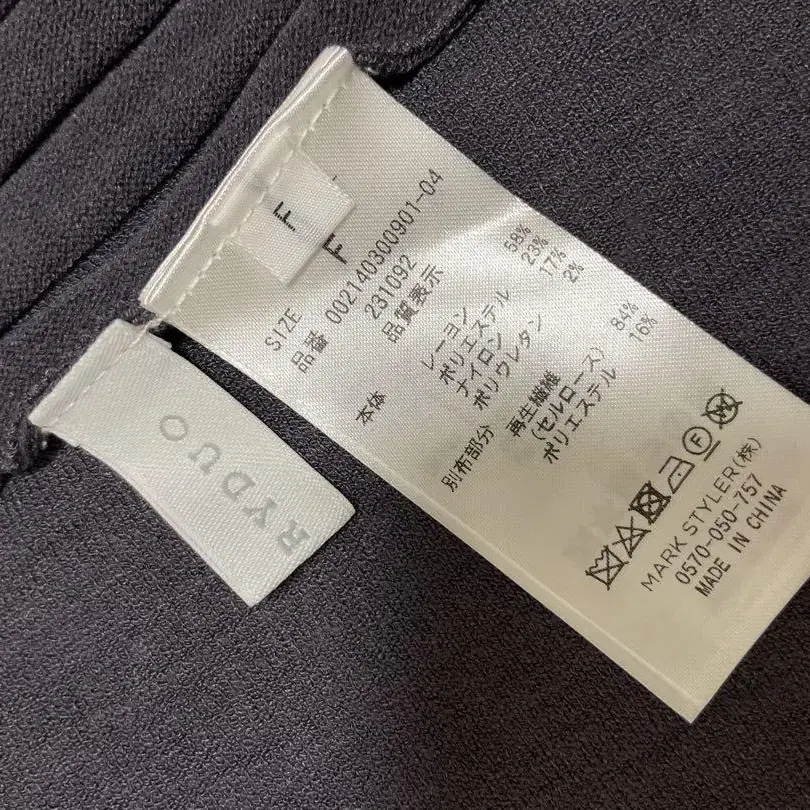 F
SIZE F
品番 002140300901-04
231092
品質表示
本体 レーヨン 58%
ポリエステル 23%
ナイロン 17%
ポリウレタン 2%
別布部分 再生繊維 84%
(セルロース)
ポリエステル 16%
F
MARK STYLER(株)
0570-050-757
MADE IN CHINA
RYDUO